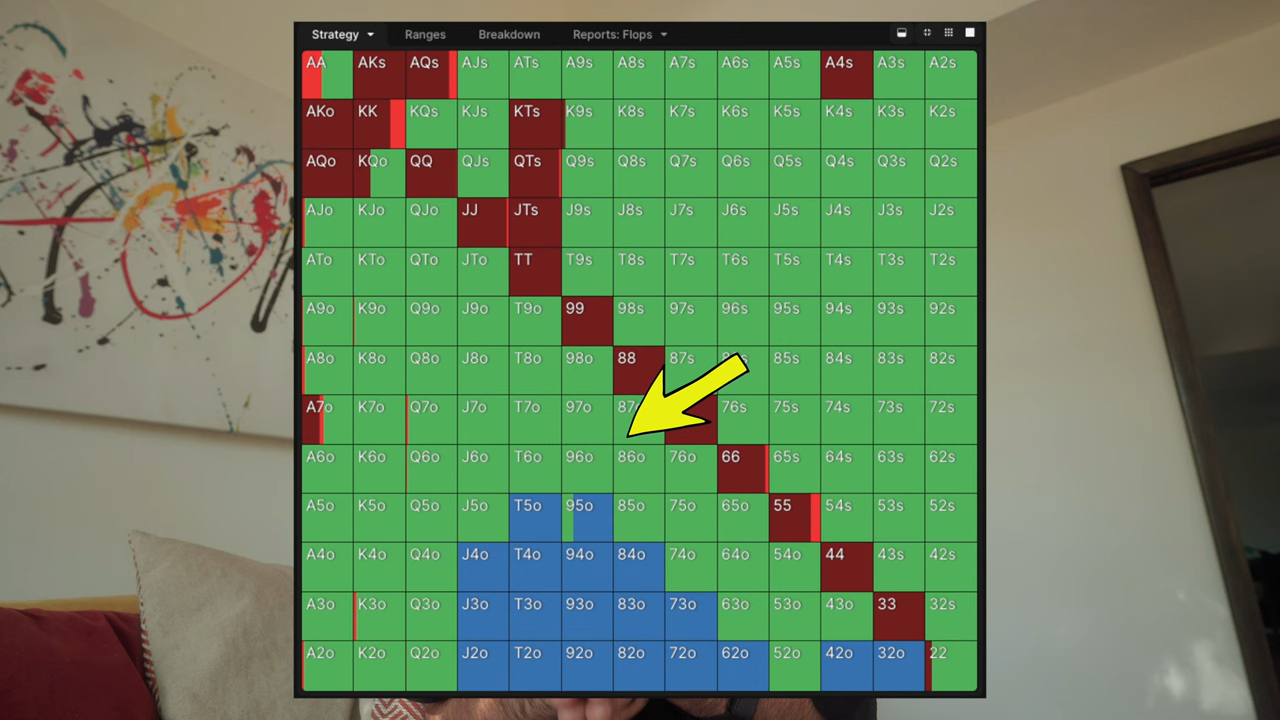 Strategy Ranges Breakdown Reports: Flops
AA AKs AQs AJs ATs A9s A8s A7s A6s A5s A4s A3s A2s
AKo KK KQs KJs KTs K9s K8s K7s K6s K5s K4s K3s K2s
AQo KQo QQ QJs QTs Q9s Q8s Q7s Q6s Q5s Q4s Q3s Q2s
AJo KJo QJo JJ JTs J9s J8s J7s J6s J5s J4s J3s J2s
ATo KTo QTo JTo TT T9s T8s T7s T6s T5s T4s T3s T2s
A9o K9o Q9o J9o T9o 99 98s 97s 96s 95s 94s 93s 92s
A8o K8o Q8o J8o T8o 98o 88 87s 85s 84s 83s 82s
A7o K7o Q7o J7o T7o 97o 87o 76s 75s 74s 73s 72s
A6o K6o Q6o J6o T6o 96o 86o 76o 66 65s 64s 63s 62s
A5o K5o Q5o J5o T5o 95o 85o 75o 65o 55 54s 53s 52s
A4o K4o Q4o J4o T4o 94o 84o 74o 64o 54o 44 43s 42s
A3o K3o Q3o J3o T3o 93o 83o 73o 63o 53o 43o 33 32s
A2o K2o Q2o J2o T2o 92o 82o 72o 62o 52o 42o 32o 22